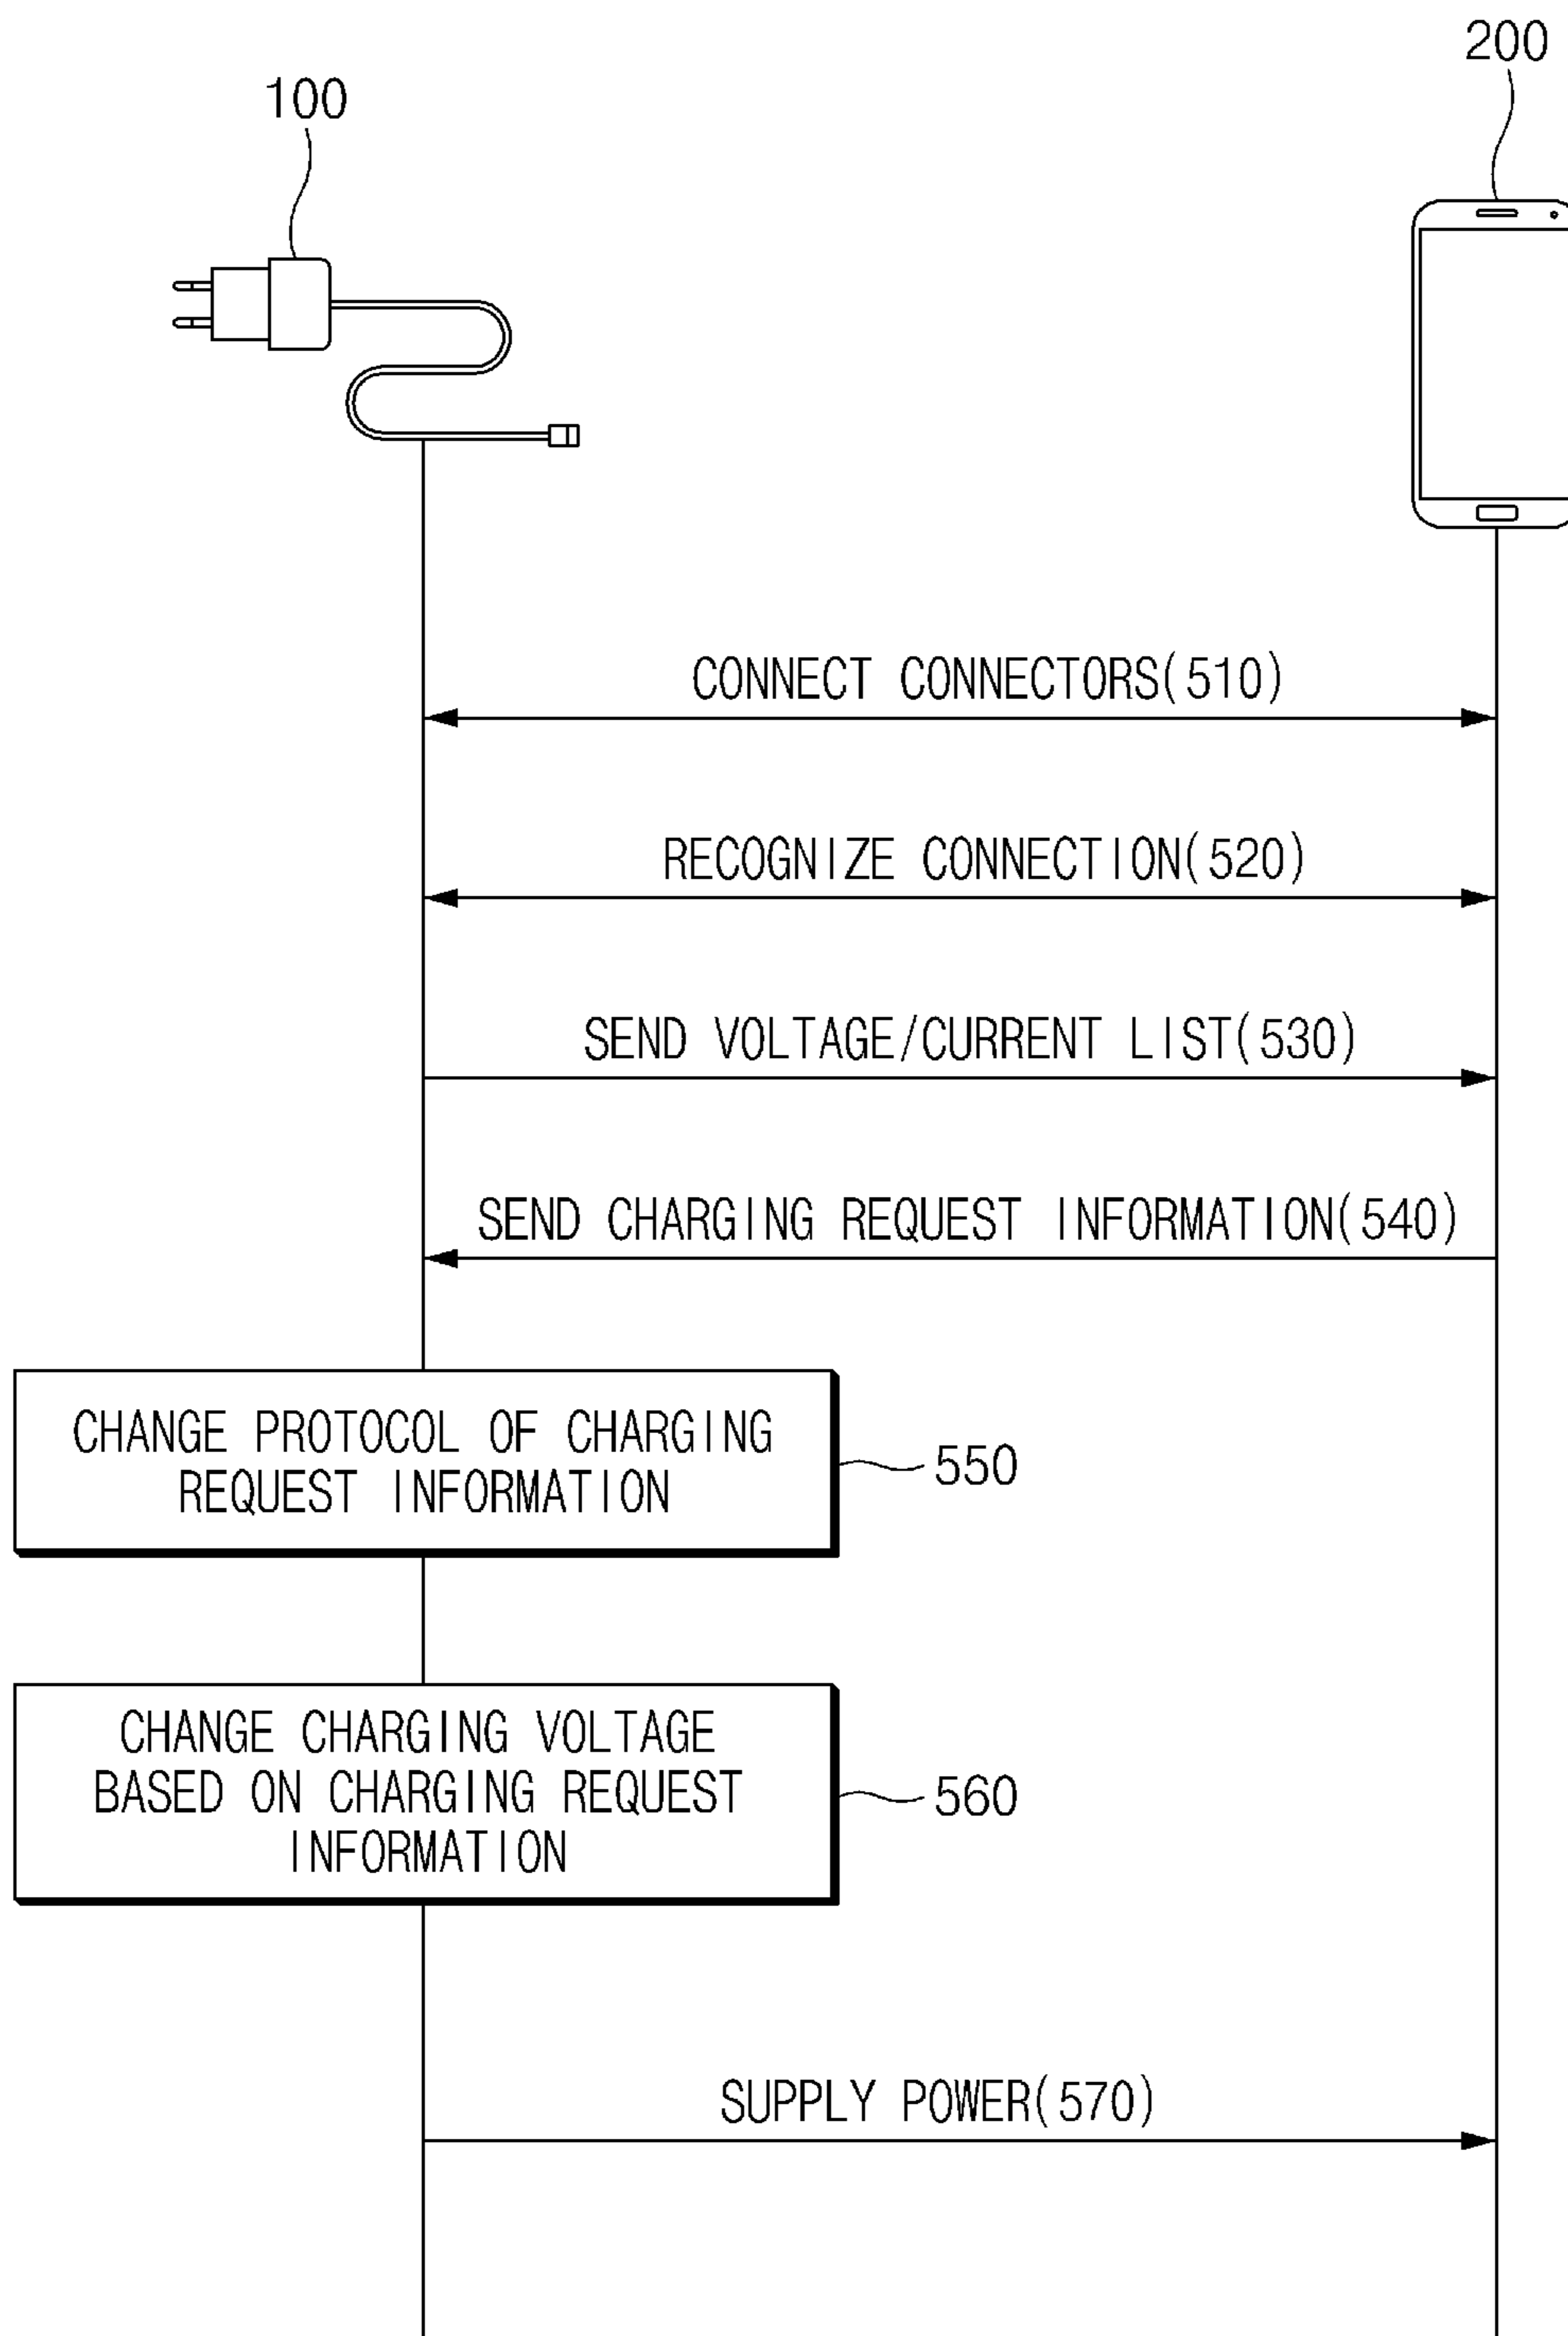 200
100
CONNECT CONNECTORS(510)
RECOGNIZE CONNECTION(520)
SEND VOLTAGE/CURRENT LIST(530)
SEND CHARGING REQUEST INFORMATION(540)
CHANGE PROTOCOL OF CHARGING
REQUEST INFORMATION
550
CHANGE CHARGING VOLTAGE
BASED ON CHARGING REQUEST
INFORMATION
560
SUPPLY POWER(570)